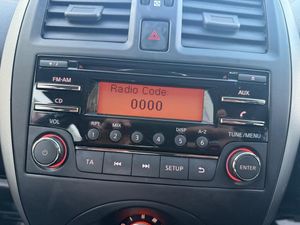 FM-AM
Radio Code:
AUX
CD
0000
VOL
RPT MIX DISP A-Z
1 2 3 4 5 6
TUNE/MENU
TA SETUP ENTER